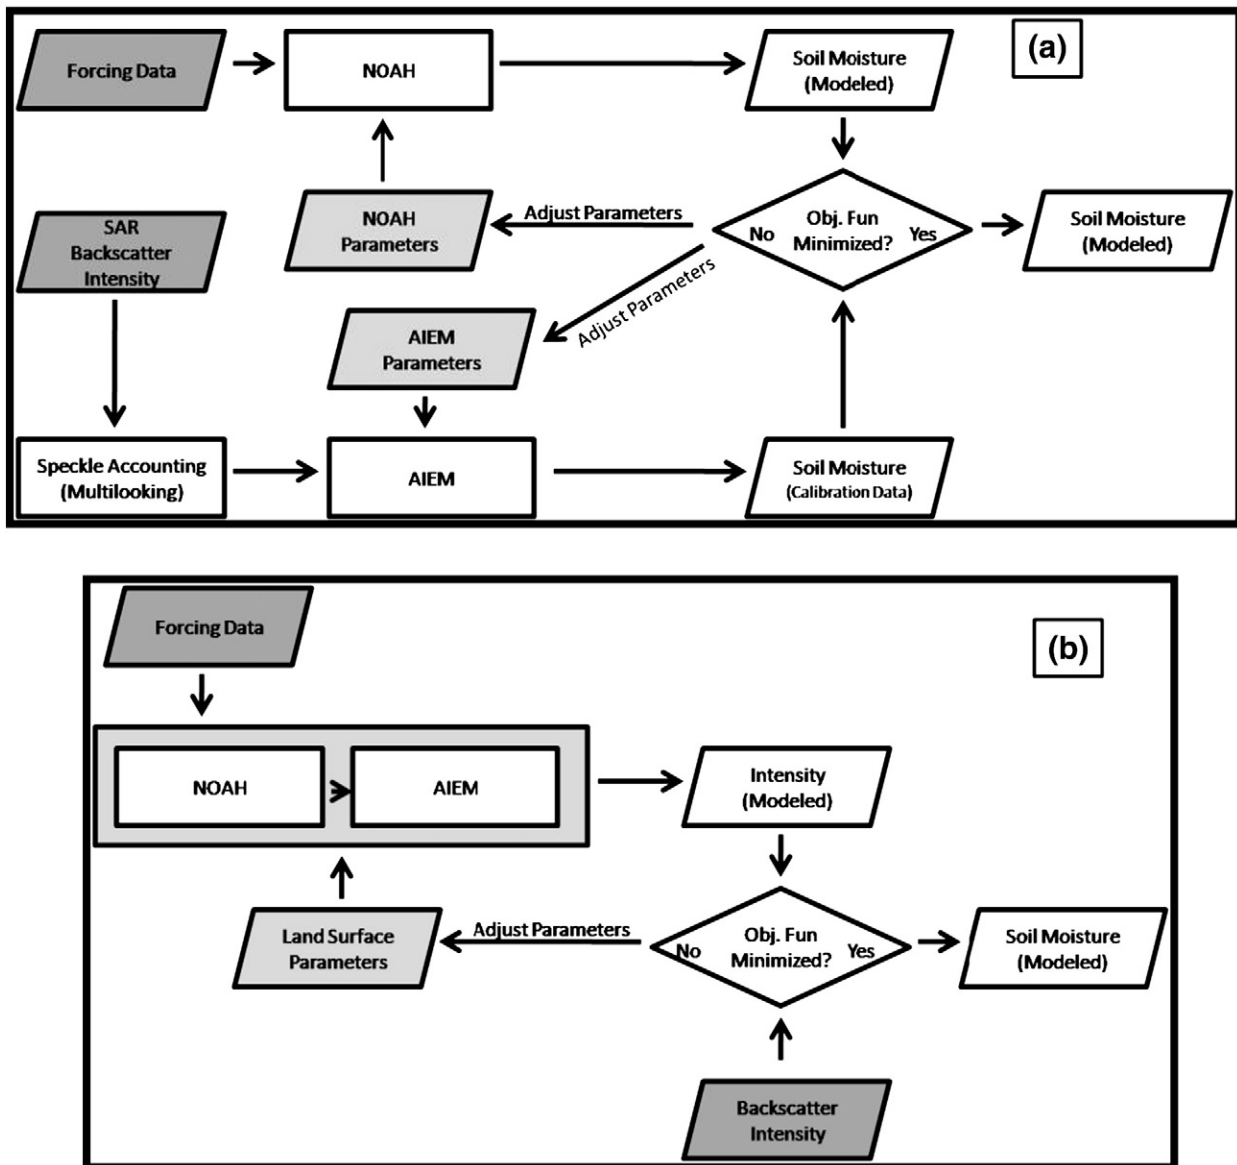 (a)
Forcing Data
NOAH
Soil Moisture
(Modeled)
SAR
Backscatter
Intensity
NOAH
Parameters
Adjust Parameters
Obj. Fun
Minimized?
No
Yes
Soil Moisture
(Modeled)
Adjust Parameters
AIEM
Parameters
Speckle Accounting
(Multilooking)
AIEM
Soil Moisture
(Calibration Data)
(b)
Forcing Data
NOAH
AIEM
Intensity
(Modeled)
Land Surface
Parameters
Adjust Parameters
Obj. Fun
Minimized?
No
Yes
Soil Moisture
(Modeled)
Backscatter
Intensity